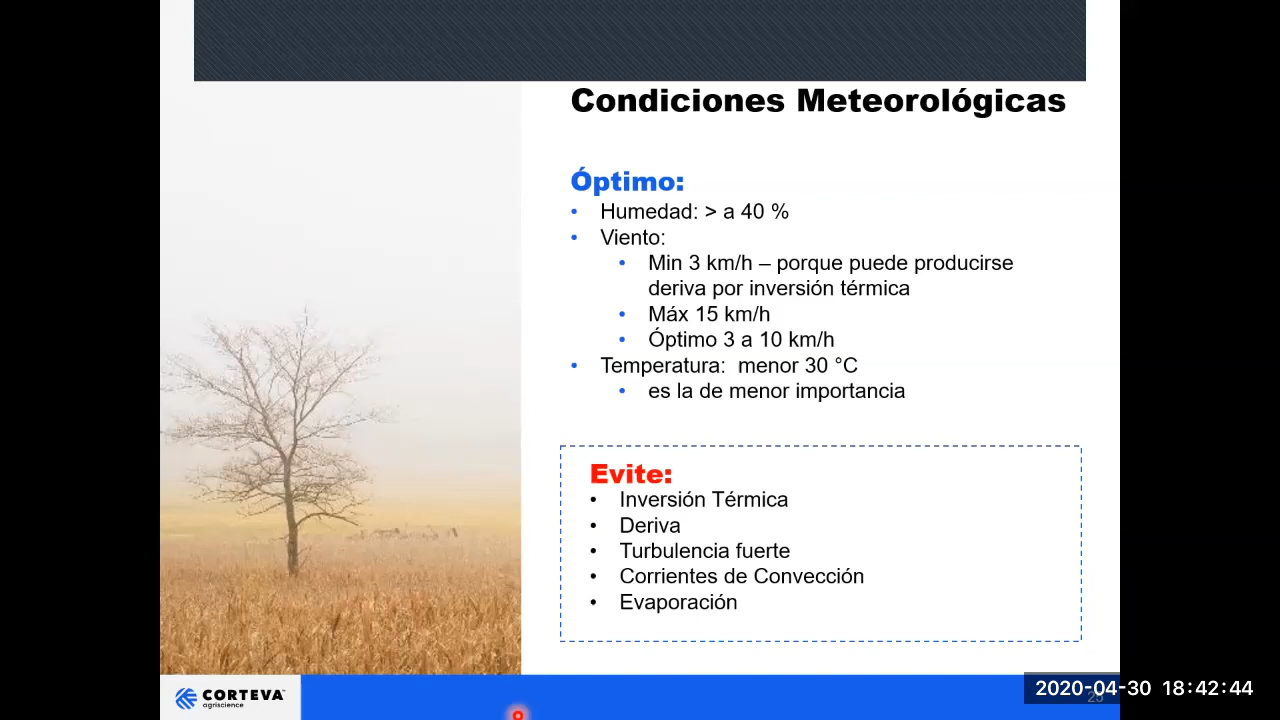 Condiciones Meteorológicas
Óptimo:
• Humedad: > a 40 %
• Viento:
• Min 3 km/h – porque puede producirse
deriva por inversión térmica
• Máx 15 km/h
• Óptimo 3 a 10 km/h
• Temperatura:  menor 30 °C
• es la de menor importancia
Evite:
• Inversión Térmica
• Deriva
• Turbulencia fuerte
• Corrientes de Convección
• Evaporación
CORTEVA™
agriscience
2020-04-30 18:42:44